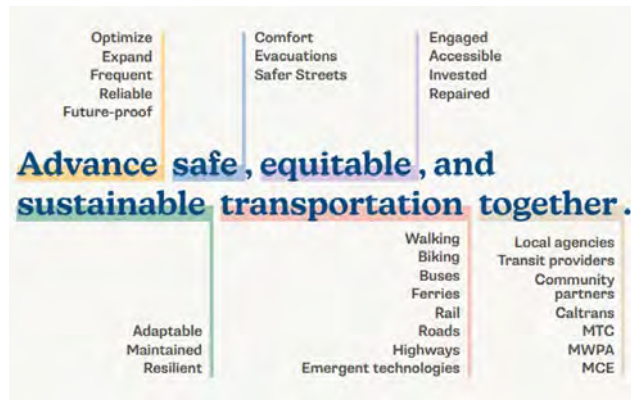 Optimize
Expand
Frequent
Reliable
Future-proof
Comfort
Evacuations
Safer Streets
Engaged
Accessible
Invested
Repaired
Advance safe, equitable, and
sustainable transportation together.
Adaptable
Maintained
Resilient
Walking
Biking
Buses
Ferries
Rail
Roads
Highways
Emergent technologies
Local agencies
Transit providers
Community
partners
Caltrans
MTC
MWPA
MCE